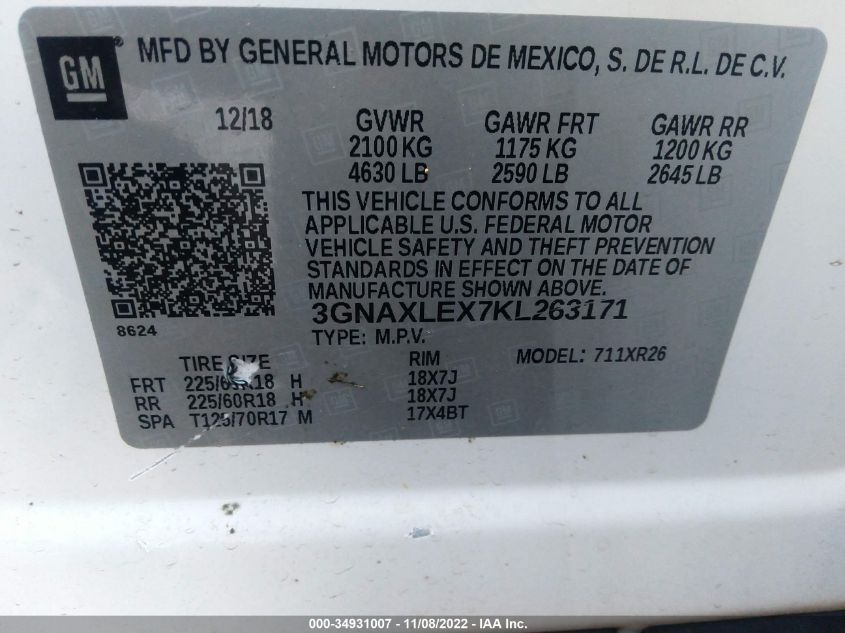 GM
MFD BY GENERAL MOTORS DE MEXICO, S. DE R.L. DE C.V.
12/18 GVWR GAWR FRT GAWR RR
2100 KG 1175 KG 1200 KG
4630 LB 2590 LB 2645 LB
THIS VEHICLE CONFORMS TO ALL
APPLICABLE U.S. FEDERAL MOTOR
VEHICLE SAFETY AND THEFT PREVENTION
STANDARDS IN EFFECT ON THE DATE OF
MANUFACTURE SHOWN ABOVE.
3GNAXLEX7KL263171
8624
TYPE: M.P.V.
TIRE SIZE RIM MODEL: 711XR26
FRT 225/60R18 H 18X7J
RR 225/60R18 H 18X7J
SPA T125/70R17 M 17X4BT
000-34931007 - 11/08/2022 - IAA Inc.